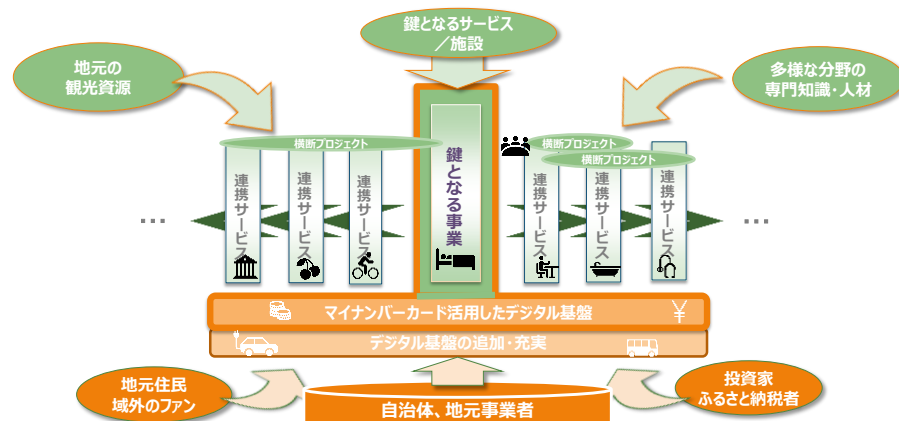 鍵となるサービス
／施設
地元の
観光資源
多様な分野の
専門知識・人材
横断プロジェクト
横断プロジェクト
横断プロジェクト
連携サービス
連携サービス
連携サービス
鍵となる事業
連携サービス
連携サービス
連携サービス
…
…
マイナンバーカード活用したデジタル基盤
¥
デジタル基盤の追加・充実
地元住民
域外のファン
自治体、地元事業者
投資家
ふるさと納税者